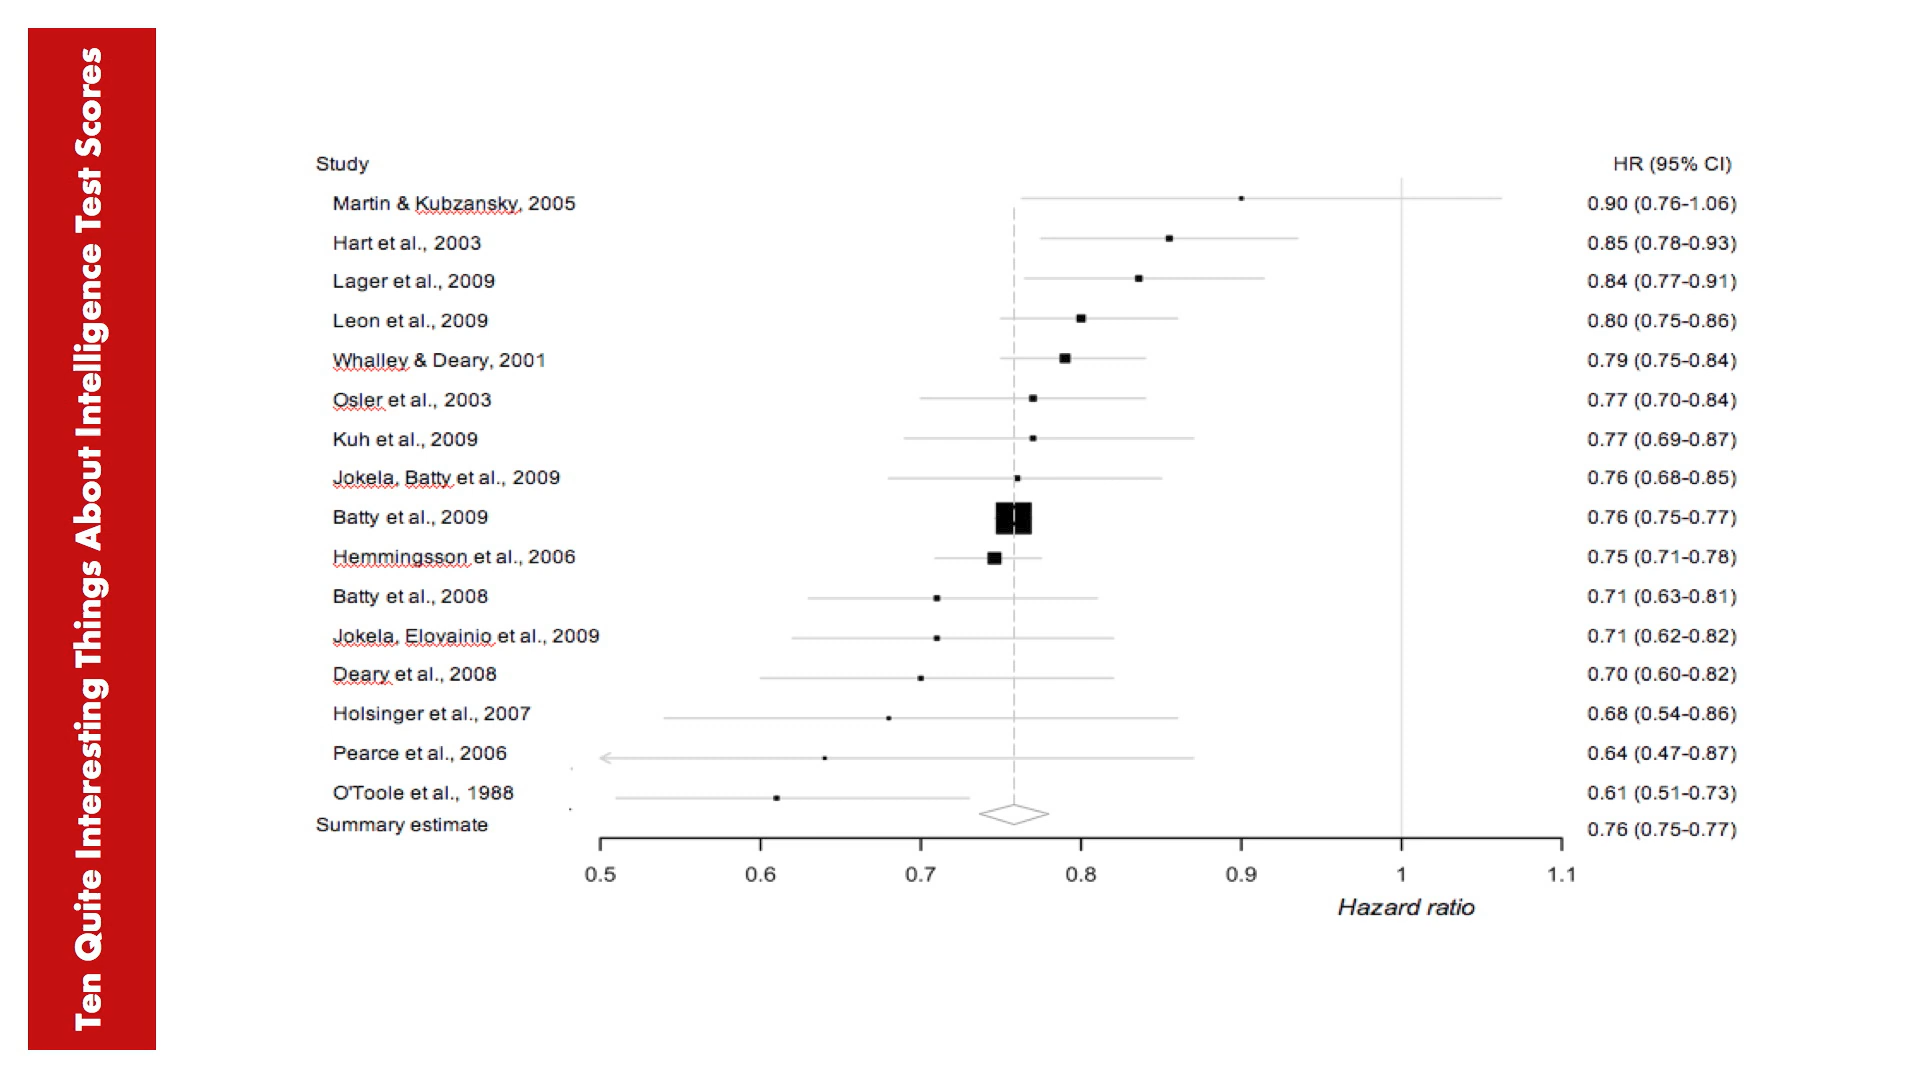 Ten Quite Interesting Things About Intelligence Test Scores
Study HR (95% CI)
Martin & Kubzansky, 2005 0.90 (0.76-1.06)
Hart et al., 2003 0.85 (0.78-0.93)
Lager et al., 2009 0.84 (0.77-0.91)
Leon et al., 2009 0.80 (0.75-0.86)
Whalley & Deary, 2001 0.79 (0.75-0.84)
Osler et al., 2003 0.77 (0.70-0.84)
Kuh et al., 2009 0.77 (0.69-0.87)
Jokela, Batty et al., 2009 0.76 (0.68-0.85)
Batty et al., 2009 0.76 (0.75-0.77)
Hemmingsson et al., 2006 0.75 (0.71-0.78)
Batty et al., 2008 0.71 (0.63-0.81)
Jokela, Elovainio et al., 2009 0.71 (0.62-0.82)
Deary et al., 2008 0.70 (0.60-0.82)
Holsinger et al., 2007 0.68 (0.54-0.86)
Pearce et al., 2006 0.64 (0.47-0.87)
O'Toole et al., 1988 0.61 (0.51-0.73)
Summary estimate 0.76 (0.75-0.77)
0.5 0.6 0.7 0.8 0.9 1 1.1
Hazard ratio